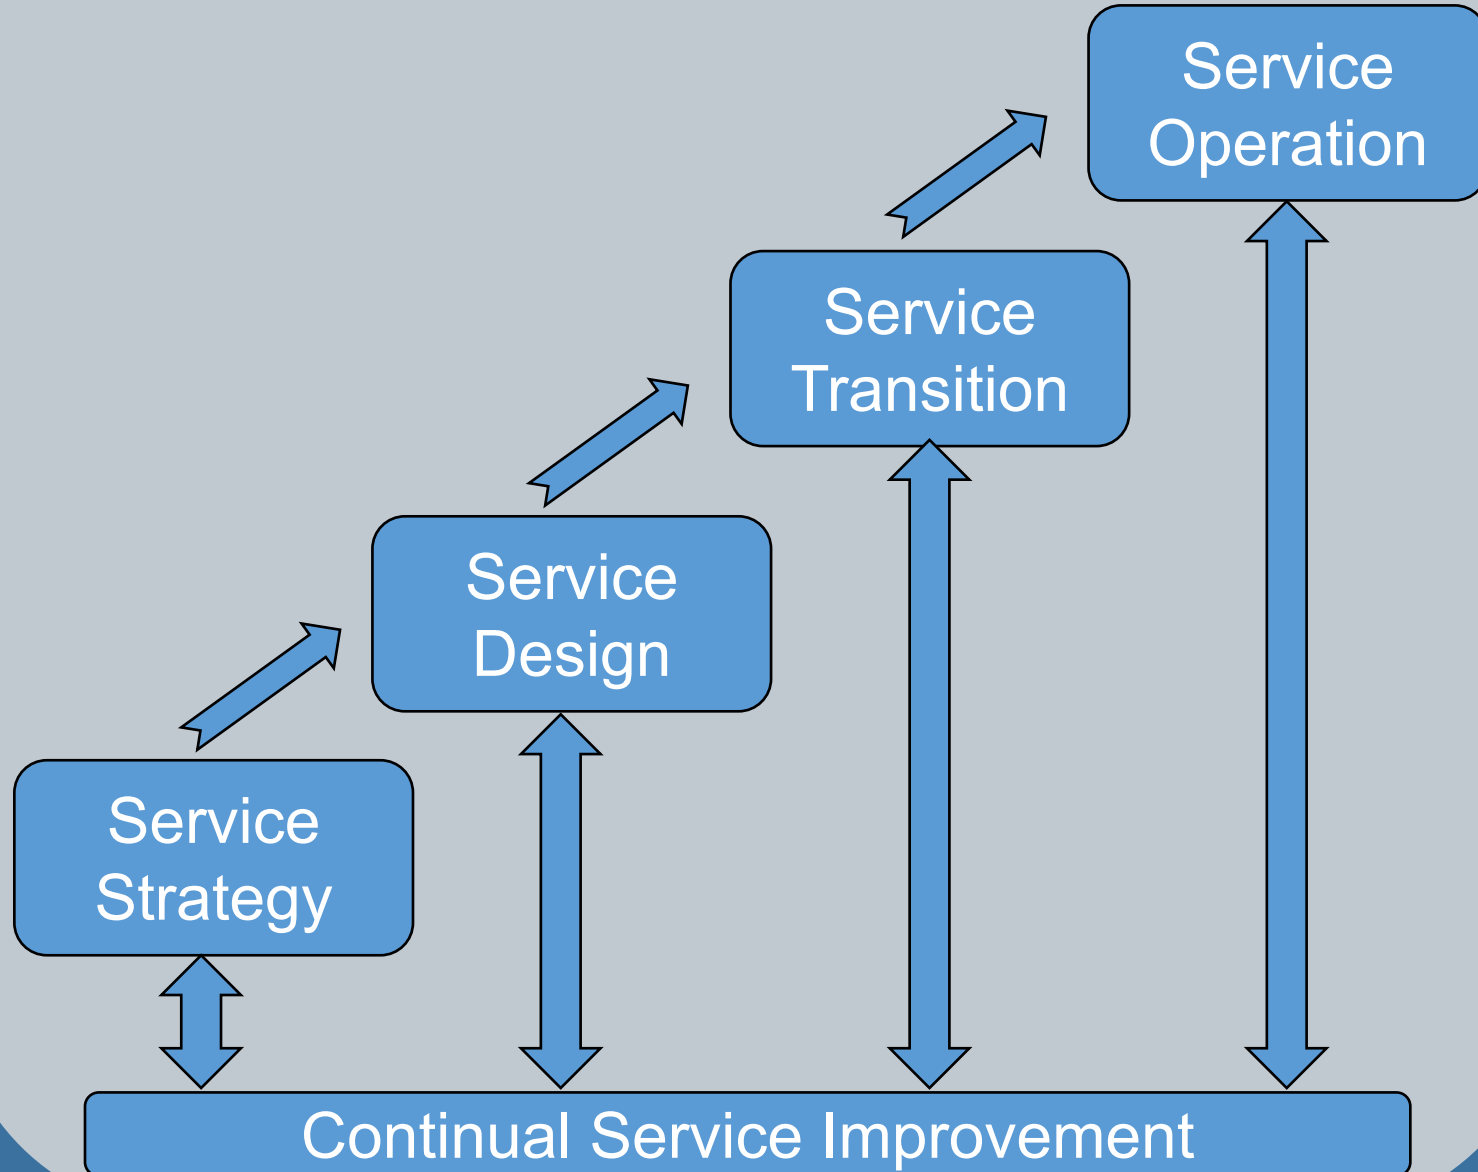 Service
Operation
Service
Transition
Service
Design
Service
Strategy
Continual Service Improvement